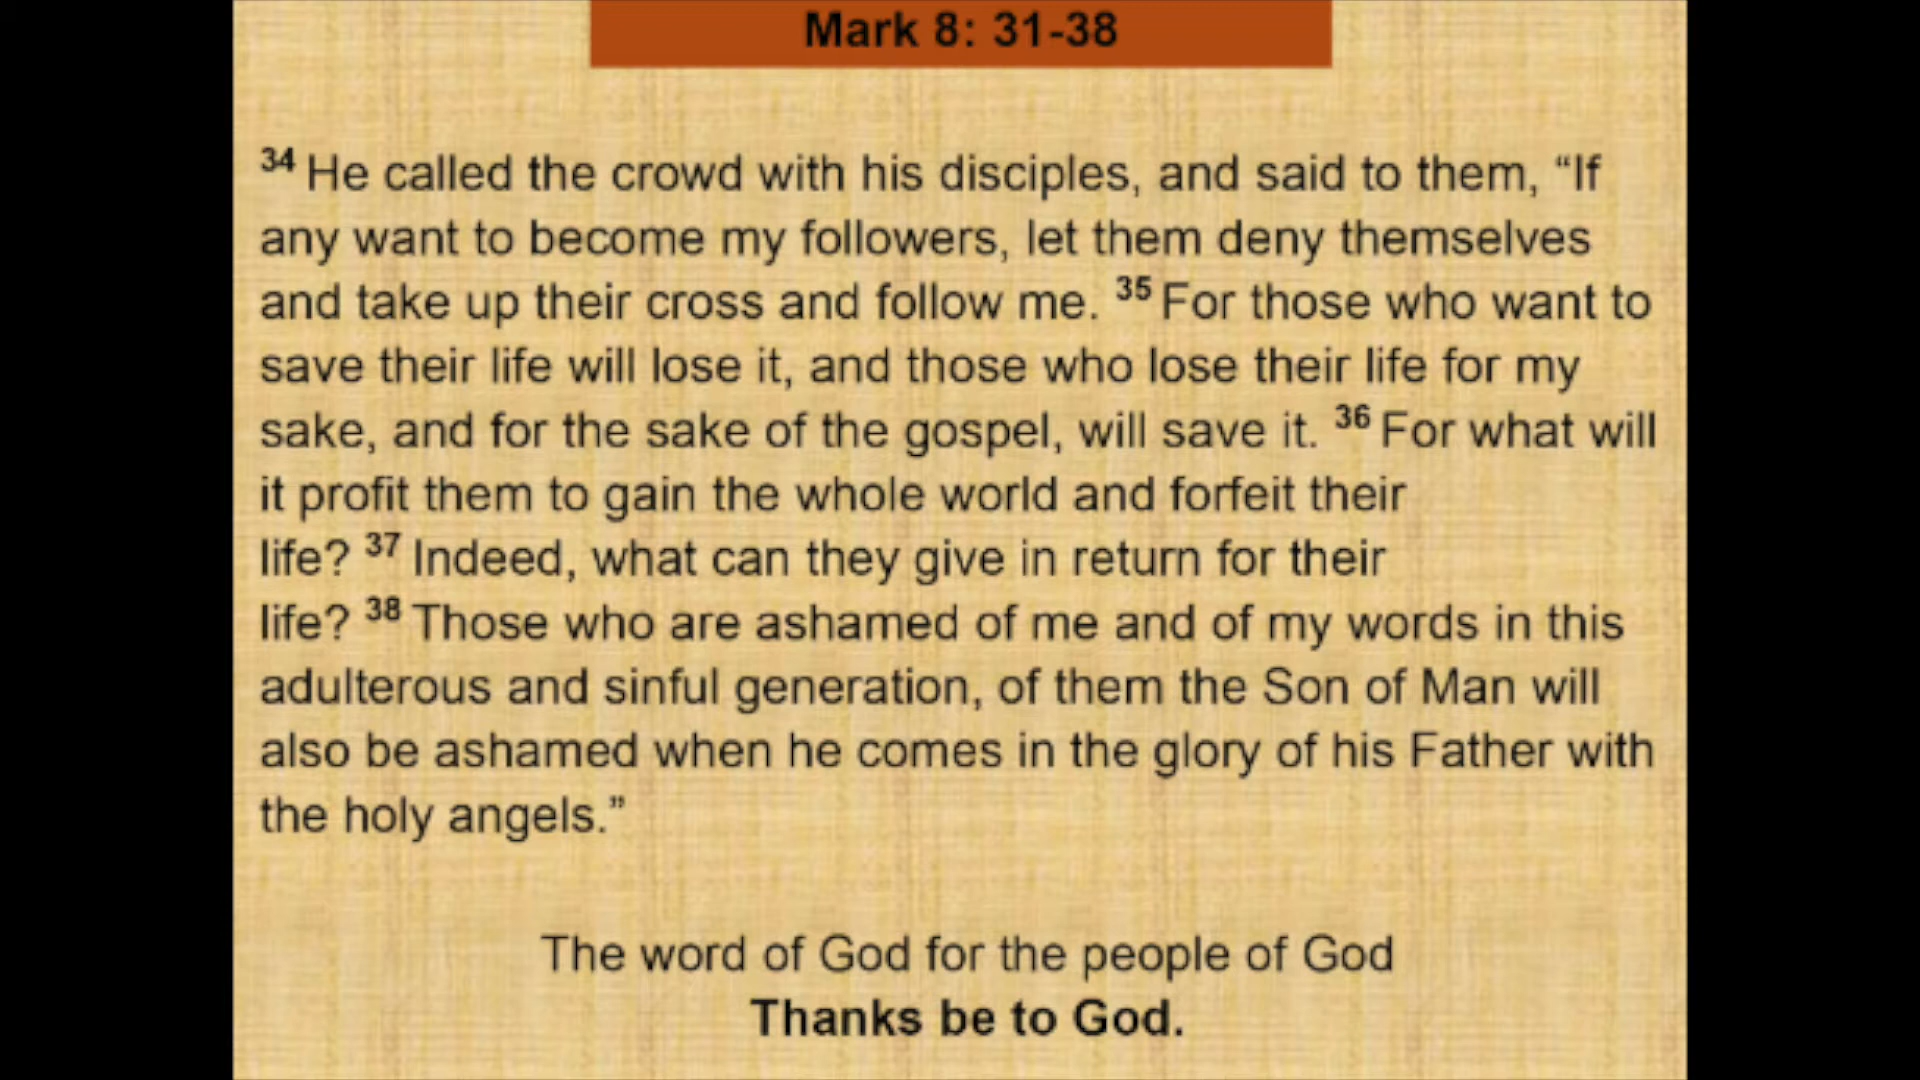 Mark 8: 31-38
34 He called the crowd with his disciples, and said to them, “If
any want to become my followers, let them deny themselves
and take up their cross and follow me. 35 For those who want to
save their life will lose it, and those who lose their life for my
sake, and for the sake of the gospel, will save it. 36 For what will
it profit them to gain the whole world and forfeit their
life? 37 Indeed, what can they give in return for their
life? 38 Those who are ashamed of me and of my words in this
adulterous and sinful generation, of them the Son of Man will
also be ashamed when he comes in the glory of his Father with
the holy angels.”
The word of God for the people of God
Thanks be to God.